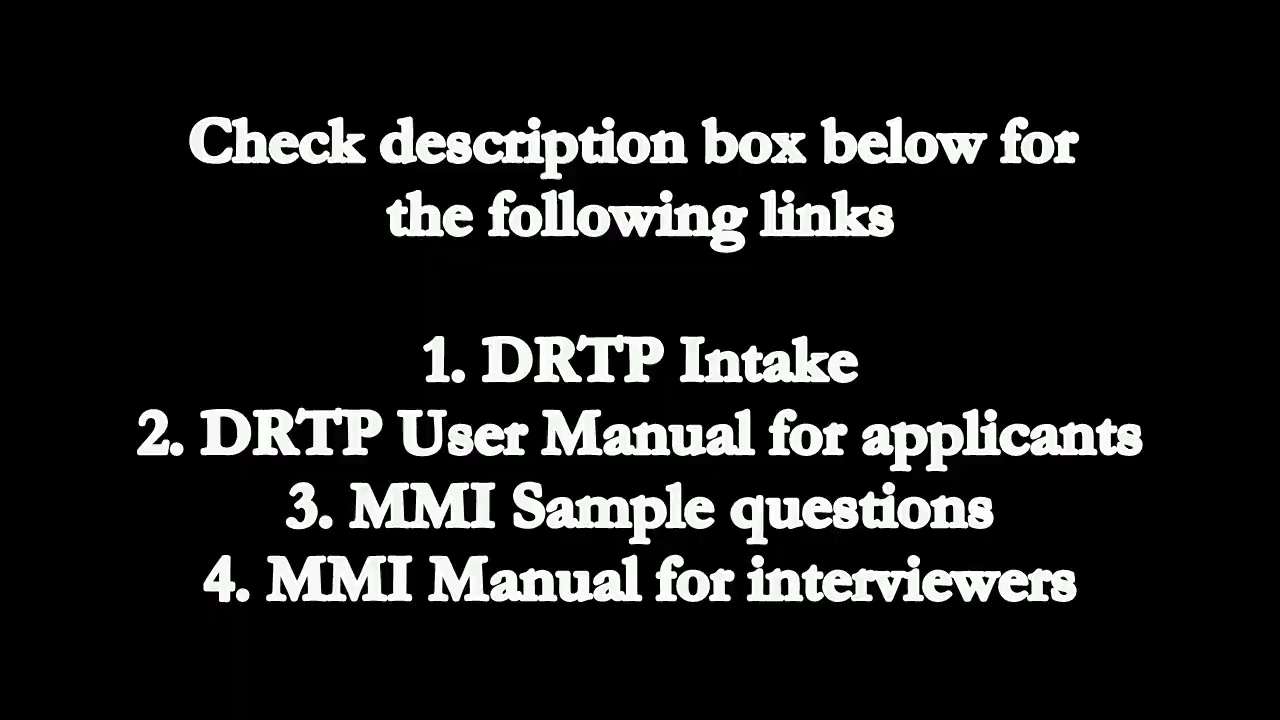 Check description box below for
the following links
1. DRTP Intake
2. DRTP User Manual for applicants
3. MMI Sample questions
4. MMI Manual for interviewers